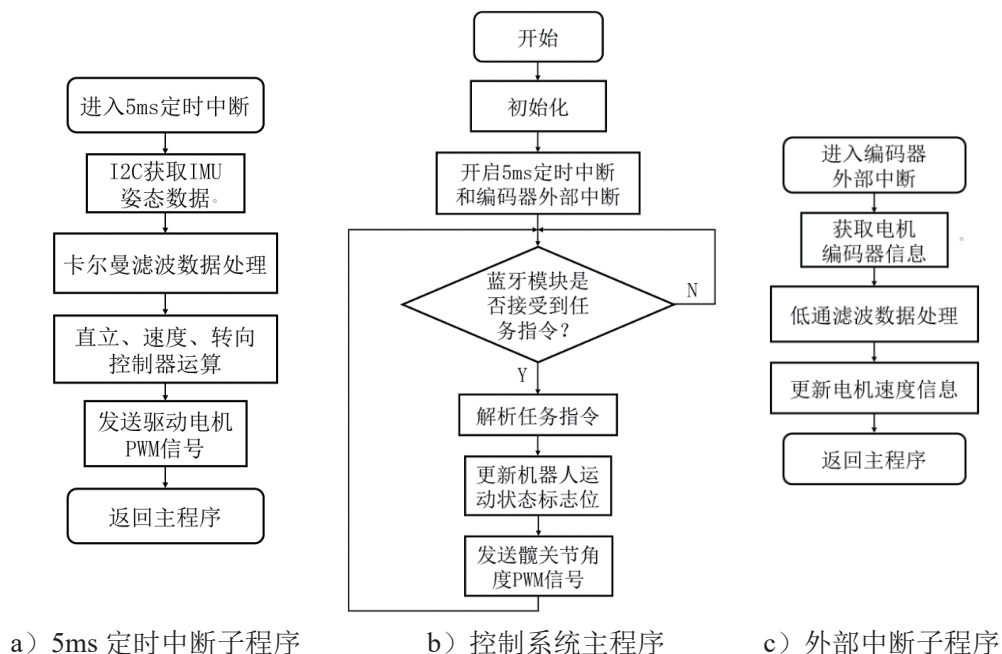 进入5ms定时中断
I2C获取IMU
姿态数据。
卡尔曼滤波数据处理
直立、速度、转向
控制器运算
发送驱动电机
PWM信号
返回主程序
a）5ms 定时中断子程序
开始
初始化
开启5ms定时中断
和编码器外部中断
蓝牙模块是
否接受到任
务指令？
N
Y
解析任务指令
更新机器人运
动状态标志位
发送髋关节角
度PWM信号
b）控制系统主程序
进入编码器
外部中断
获取电机
编码器信息
。
低通滤波数据处理
更新电机速度信息
返回主程序
c）外部中断子程序